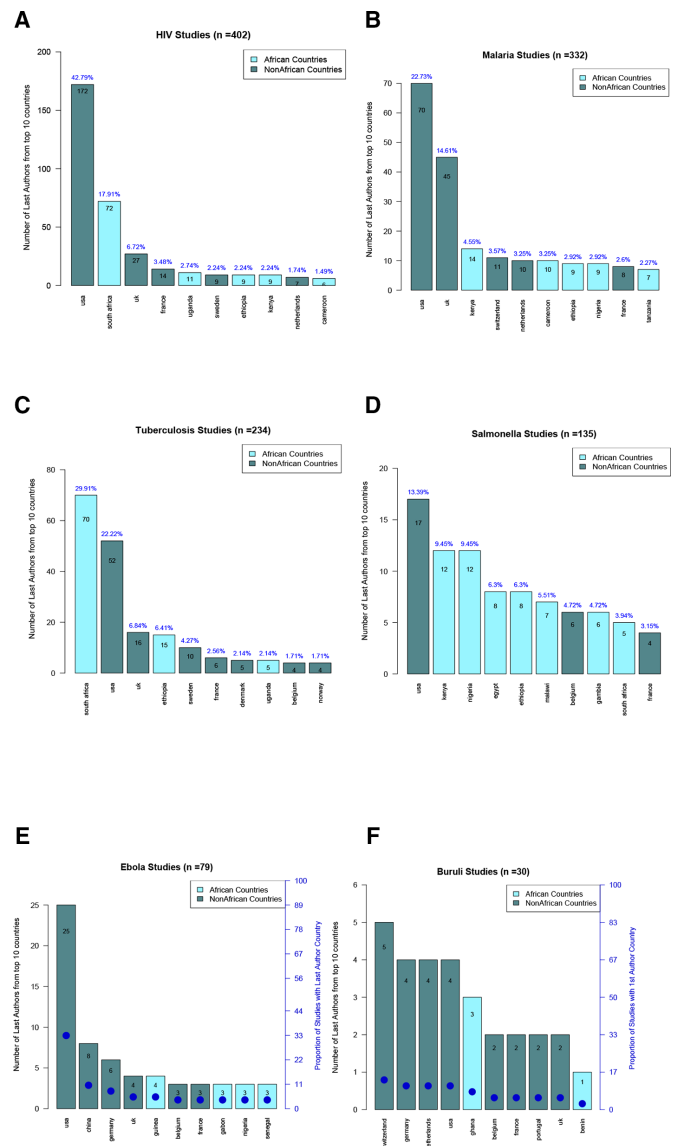 A
HIV Studies (n =402)
African Countries
NonAfrican Countries
Number of Last Authors from top 10 countries
200
150
100
50
0
42.79%
17.91%
6.72%
3.48%
2.74%
2.24%
2.24%
2.24%
1.74%
1.49%
172
72
27
14
11
9
9
9
7
6
usa
south africa
uk
france
uganda
sweden
ethiopia
kenya
netherlands
cameroon
B
Malaria Studies (n =332)
African Countries
NonAfrican Countries
Number of Last Authors from top 10 countries
70
60
50
40
30
20
10
0
22.73%
14.61%
4.55%
3.57%
3.25%
3.25%
2.92%
2.92%
2.6%
2.27%
70
45
14
11
10
10
9
9
8
7
usa
uk
kenya
switzerland
netherlands
cameroon
ethiopia
nigeria
france
tanzania
C
Tuberculosis Studies (n =234)
African Countries
NonAfrican Countries
Number of Last Authors from top 10 countries
80
60
40
20
0
29.91%
22.22%
6.84%
6.41%
4.27%
2.56%
2.14%
2.14%
1.71%
1.71%
70
52
16
15
10
6
5
5
4
4
south africa
usa
uk
ethiopia
sweden
france
denmark
uganda
belgium
norway
D
Salmonella Studies (n =135)
African Countries
NonAfrican Countries
Number of Last Authors from top 10 countries
20
15
10
5
0
13.39%
9.45%
9.45%
6.3%
6.3%
5.51%
4.72%
4.72%
3.94%
3.15%
17
12
12
8
8
7
6
6
5
4
usa
kenya
nigeria
egypt
ethiopia
malawi
belgium
gambia
south africa
france
E
Ebola Studies (n =79)
African Countries
NonAfrican Countries
Number of Last Authors from top 10 countries
25
20
15
10
5
0
25
8
6
4
4
3
3
3
3
3
usa
china
germany
uk
guinea
belgium
france
gabon
nigeria
senegal
100
89
78
67
56
44
33
22
11
0
Proportion of Studies with Last Author Country
F
Buruli Studies (n =30)
African Countries
NonAfrican Countries
Number of Last Authors from top 10 countries
6
5
4
3
2
1
0
5
4
4
4
3
2
2
2
2
1
witzerland
germany
etherlands
usa
ghana
belgium
france
portugal
uk
benin
100
83
67
50
33
17
0
Proportion of Studies with 1st Author Country